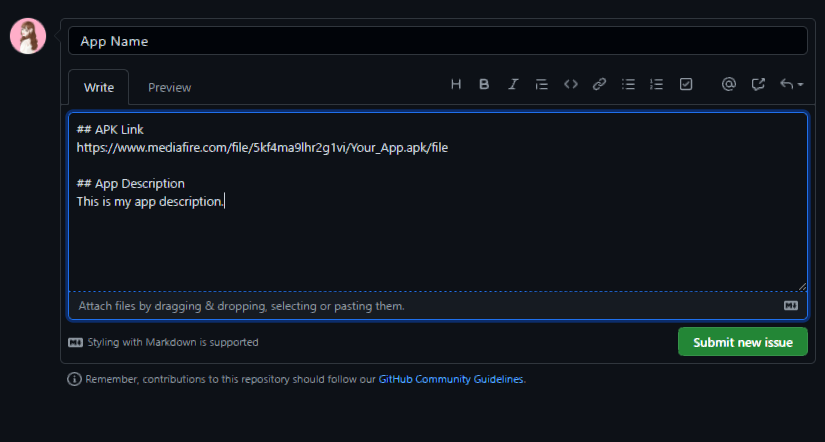 App Name
Write
Preview
## APK Link
https://www.mediafire.com/file/5kf4ma9lhr2g1vi/Your_App.apk/file
## App Description
This is my app description.
Attach files by dragging & dropping, selecting or pasting them.
Styling with Markdown is supported
Submit new issue
Remember, contributions to this repository should follow our GitHub Community Guidelines.